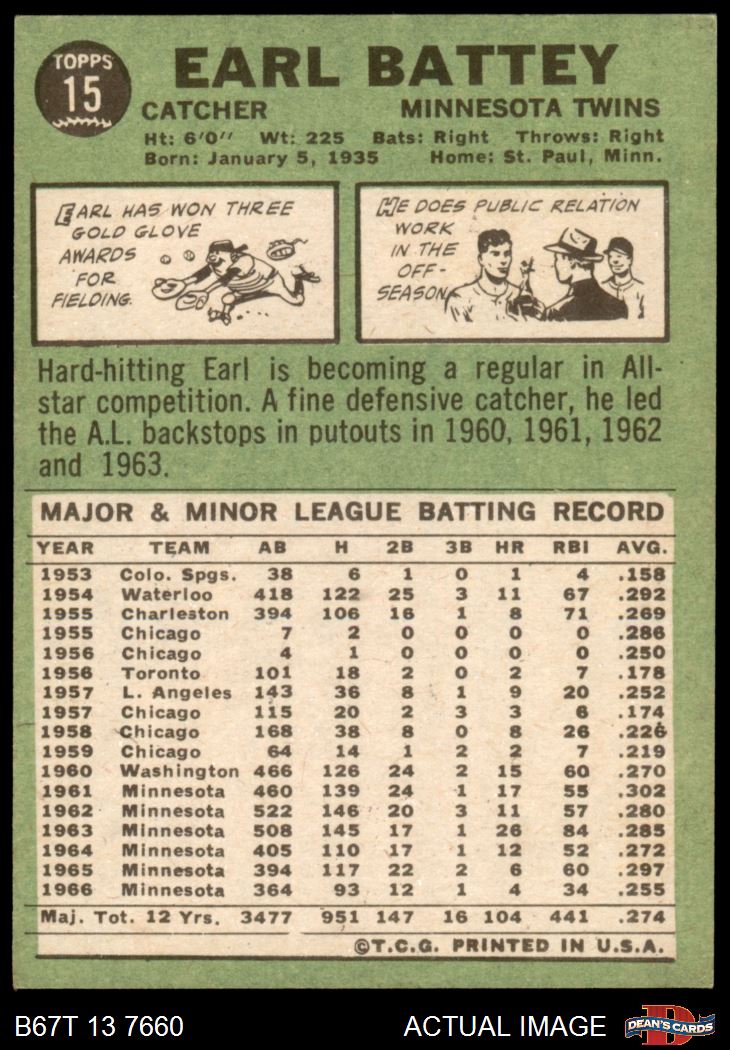 TOPPS
15
EARL BATTEY
CATCHER MINNESOTA TWINS
Ht: 6'0" Wt: 225 Bats: Right Throws: Right
Born: January 5, 1935 Home: St. Paul, Minn.
EARL HAS WON THREE
GOLD GLOVE
AWARDS
FOR
FIELDING.
HE DOES PUBLIC RELATION
WORK
IN THE
OFF-
SEASON
Hard-hitting Earl is becoming a regular in All-
star competition. A fine defensive catcher, he led
the A.L. backstops in putouts in 1960, 1961, 1962
and 1963.
MAJOR & MINOR LEAGUE BATTING RECORD
YEAR TEAM AB H 2B 3B HR RBI AVG.
1953 Colo. Spgs. 38 6 1 0 1 4 .158
1954 Waterloo 418 122 25 3 11 67 .292
1955 Charleston 394 106 16 1 8 71 .269
1955 Chicago 7 2 0 0 0 0 .286
1956 Chicago 4 1 0 0 0 0 .250
1956 Toronto 101 18 2 0 2 7 .178
1957 L. Angeles 143 36 8 1 9 20 .252
1957 Chicago 115 20 2 3 3 6 .174
1958 Chicago 168 38 8 0 8 26 .226
1959 Chicago 64 14 1 2 2 7 .219
1960 Washington 466 126 24 2 15 60 .270
1961 Minnesota 460 139 24 1 17 55 .302
1962 Minnesota 522 146 20 3 11 57 .280
1963 Minnesota 508 145 17 1 26 84 .285
1964 Minnesota 405 110 17 1 12 52 .272
1965 Minnesota 394 117 22 2 6 60 .297
1966 Minnesota 364 93 12 1 4 34 .255
Maj. Tot. 12 Yrs. 3477 951 147 16 104 441 .274
©T.C.G. PRINTED IN U.S.A.
B67T 13 7660 ACTUAL IMAGE
D
DEAN'S CARDS